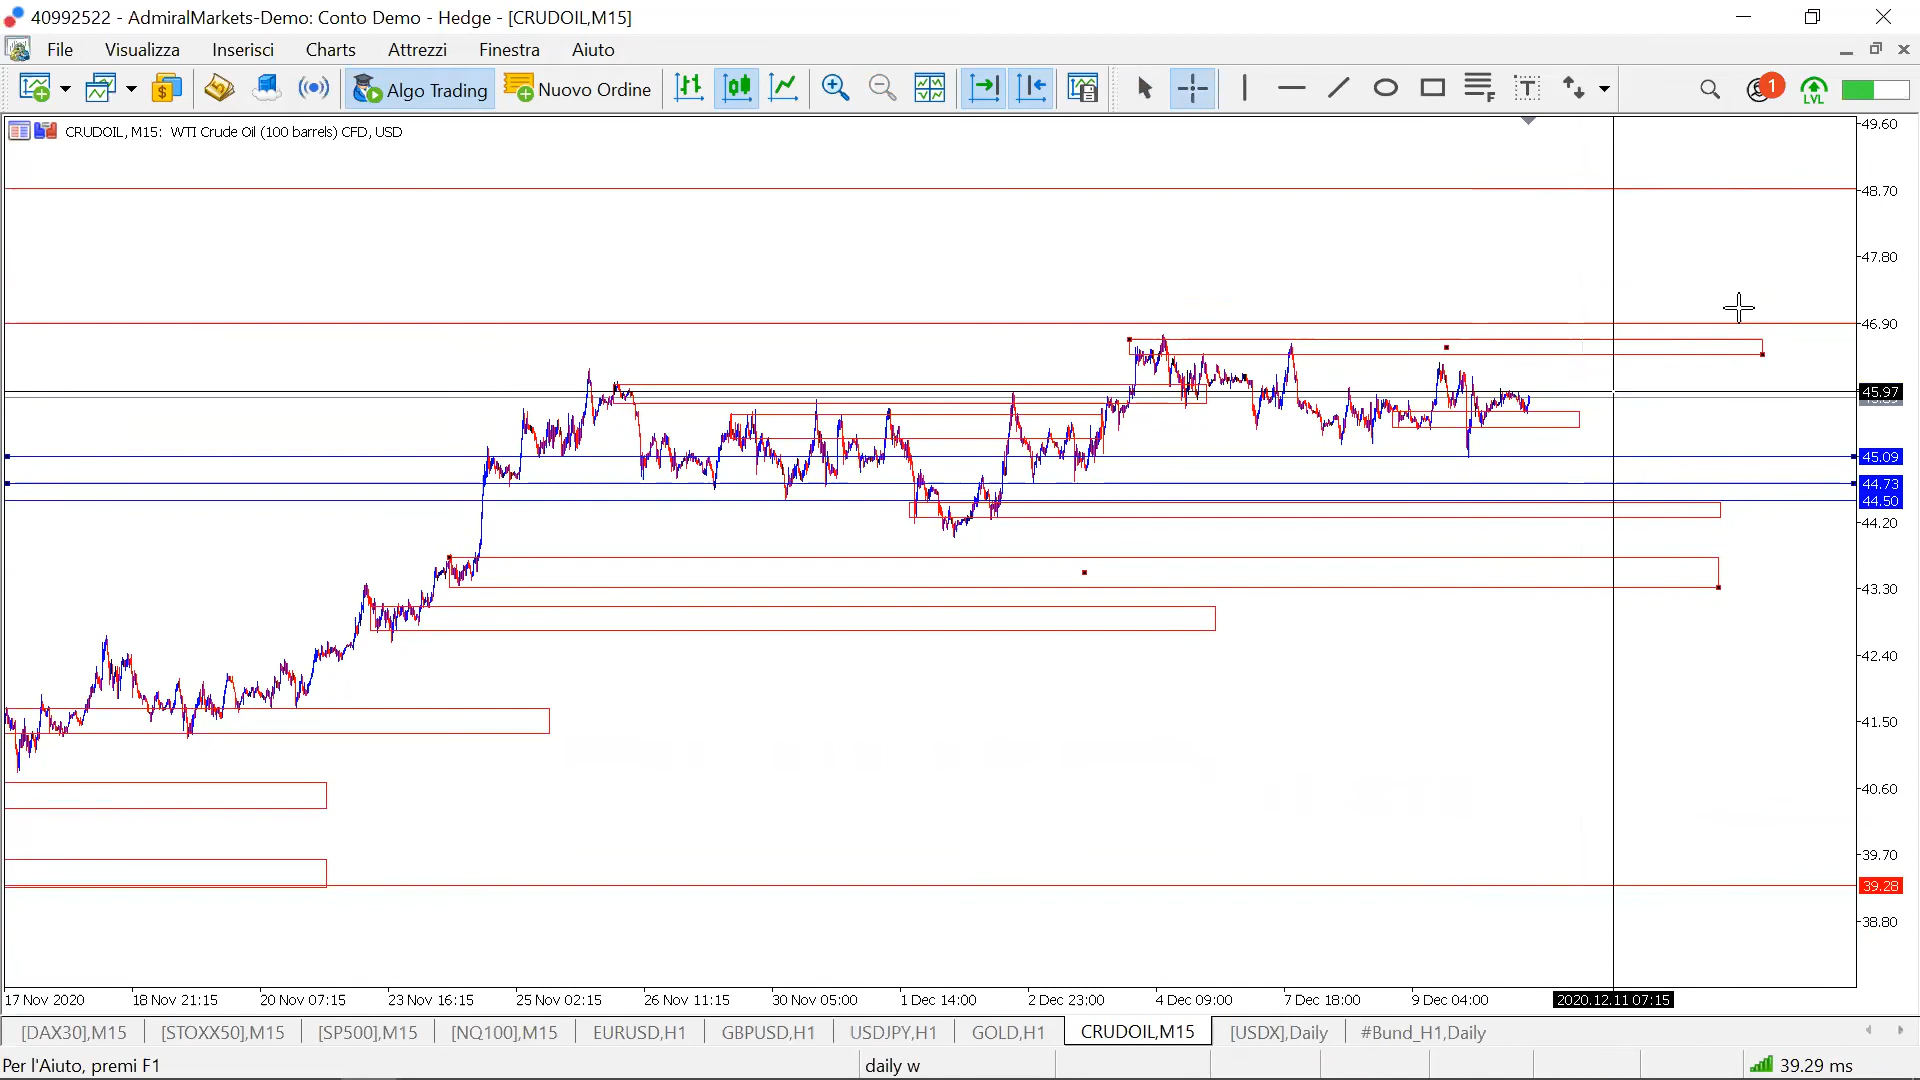 40992522 - AdmiralMarkets-Demo: Conto Demo - Hedge - [CRUDOIL,M15]
File Visualizza Inserisci Charts Attrezzi Finestra Aiuto
Algo Trading Nuovo Ordine 1 LVL
CRUDOIL, M15: WTI Crude Oil (100 barrels) CFD, USD
49.60
48.70
47.80
46.90
45.97
45.09
44.73
44.50
44.20
43.30
42.40
41.50
40.60
39.70
39.28
38.80
17 Nov 2020 18 Nov 21:15 20 Nov 07:15 23 Nov 16:15 25 Nov 02:15 26 Nov 11:15 30 Nov 05:00 1 Dec 14:00 2 Dec 23:00 4 Dec 09:00 7 Dec 18:00 9 Dec 04:00 2020.12.11 07:15
[DAX30],M15 [STOXX50],M15 [SP500],M15 [NQ100],M15 EURUSD,H1 GBPUSD,H1 USDJPY,H1 GOLD,H1 CRUDOIL,M15 [USDX],Daily #Bund_H1,Daily
Per l'Aiuto, premi F1 daily w 39.29 ms